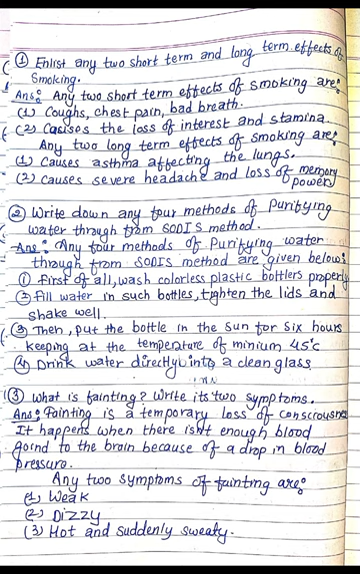 ① Enlist any two short term and long term effects of
Smoking.
Ans: Any two short term effects of smoking are:
(1) Coughs, chest pain, bad breath.
(2) Causes the loss of interest and stamina.
Any two long term effects of smoking are:
(1) Causes asthma affecting the lungs.
(2) causes severe headache and loss of memory
power.
② Write down any four methods of Purifying
water through from SODIS method.
Ans: Any four methods of Purifying water
through from SODIS method are given below:
① First of all, wash colorless plastic bottlers properly
② Fill water in such bottles, tighten the lids and
shake well.
③ Then, put the bottle in the sun for six hours
keeping at the temperature of minium 45°c
④ Drink water directly into a clean glass
③ What is fainting? Write its two symptoms.
Ans: Fainting is a temporary loss of conscrousne
It happens when there isn't enough blood
goind to the brain because of a drop in blood
Pressure.
Any two Symptoms of fainting are:
(1) Weak
(2) Dizzy
(3) Hot and suddenly sweaty.